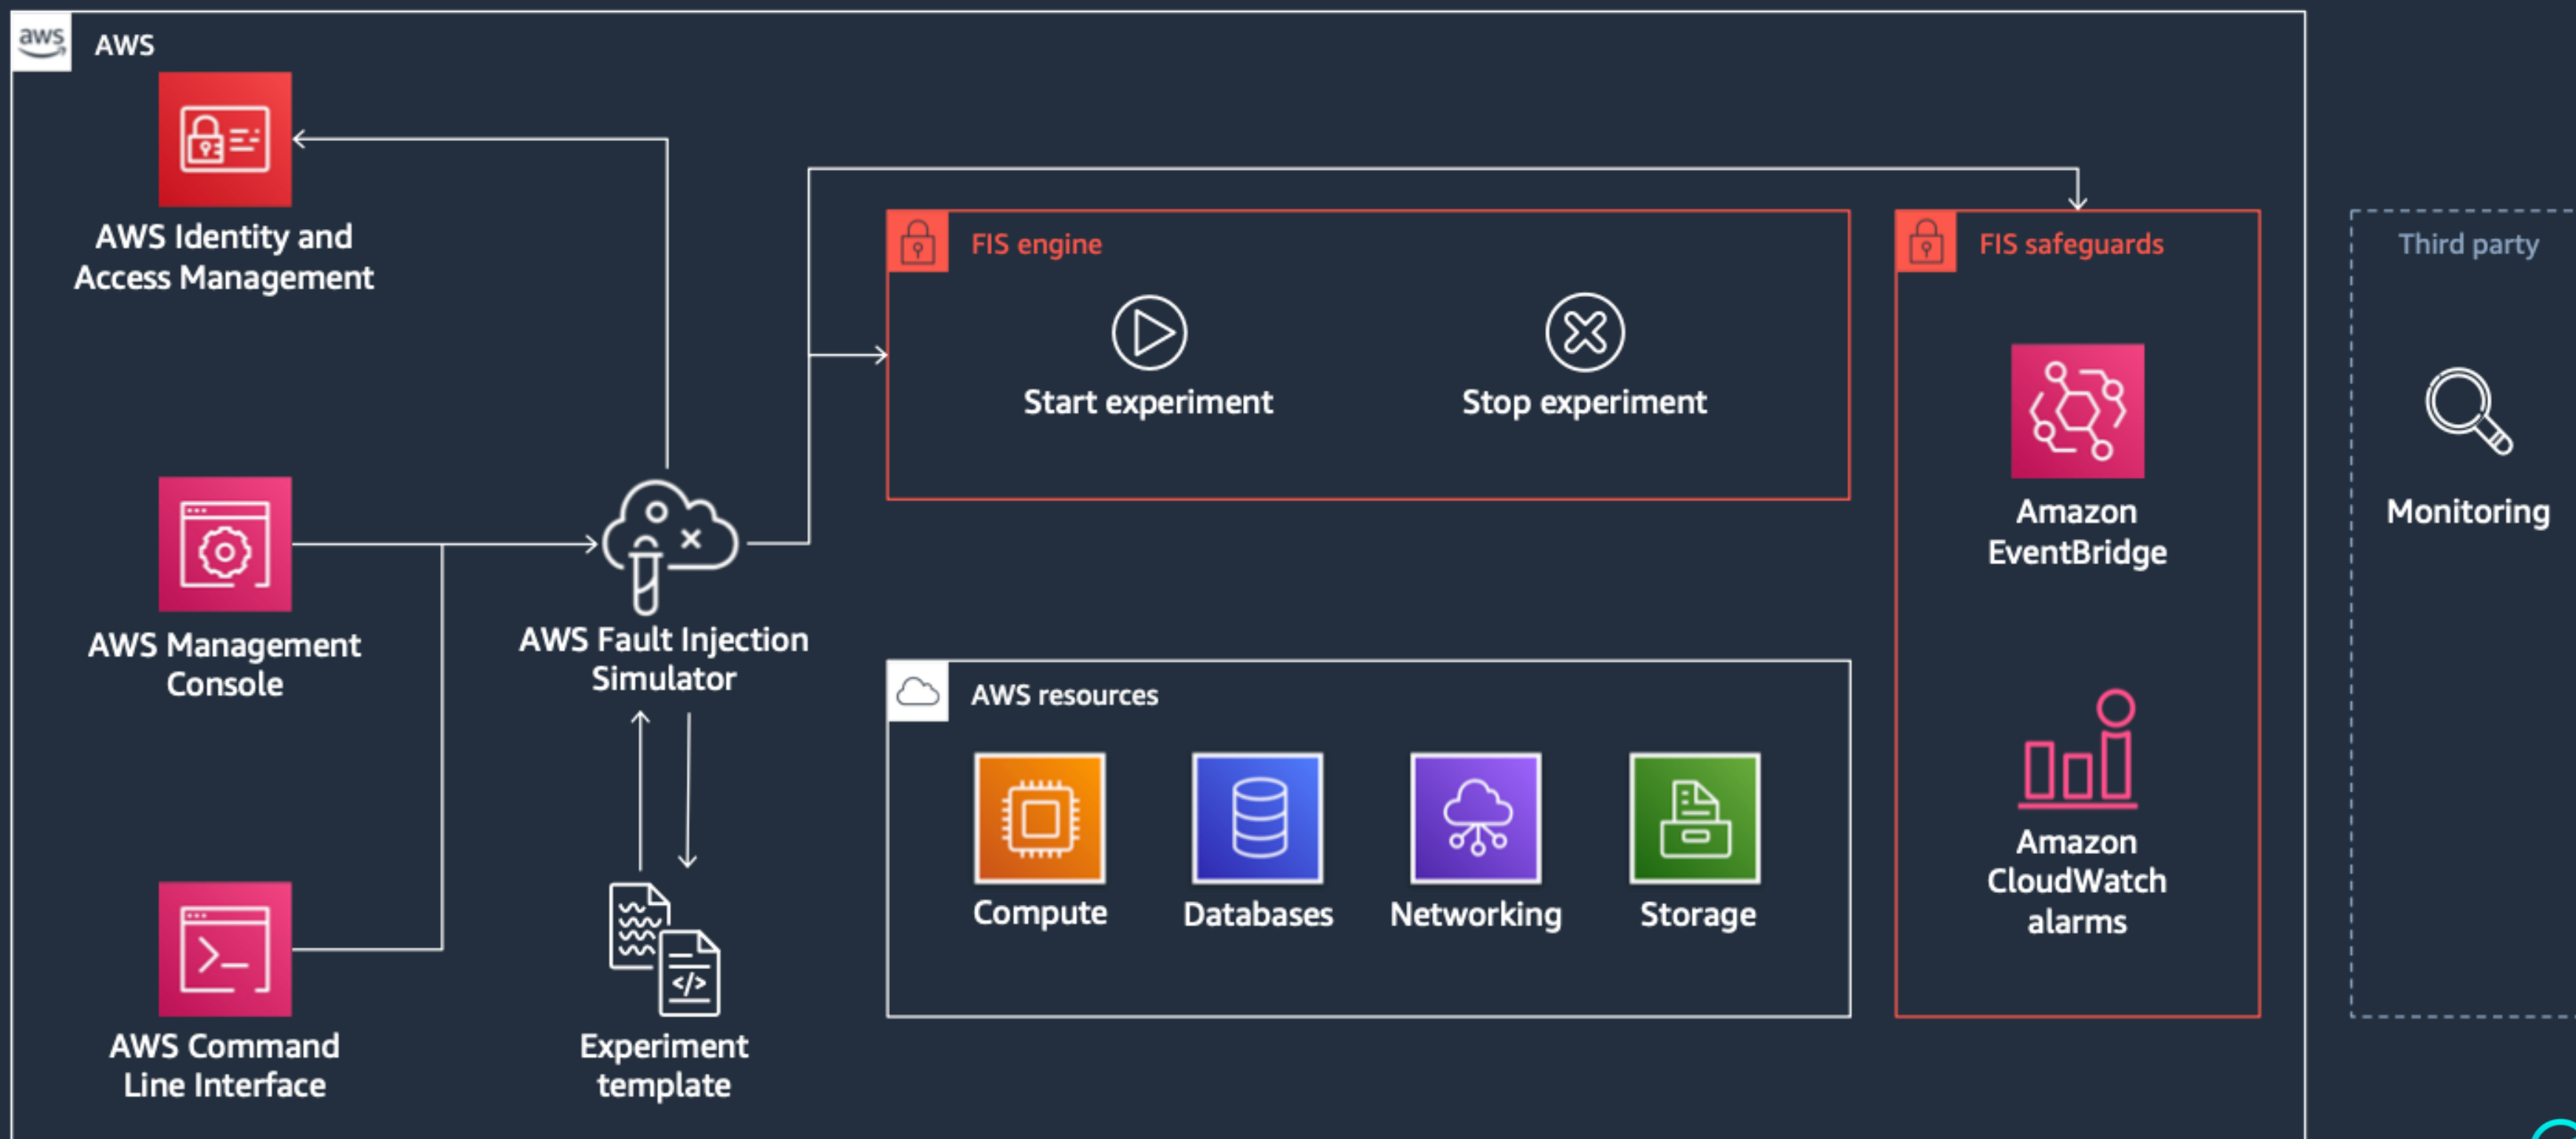 aws
AWS
AWS Identity and
Access Management
AWS Management
Console
AWS Command
Line Interface
AWS Fault Injection
Simulator
Experiment
template
</>
FIS engine
Start experiment
Stop experiment
AWS resources
Compute
Databases
Networking
Storage
FIS safeguards
Amazon
EventBridge
Amazon
CloudWatch
alarms
Third party
Monitoring